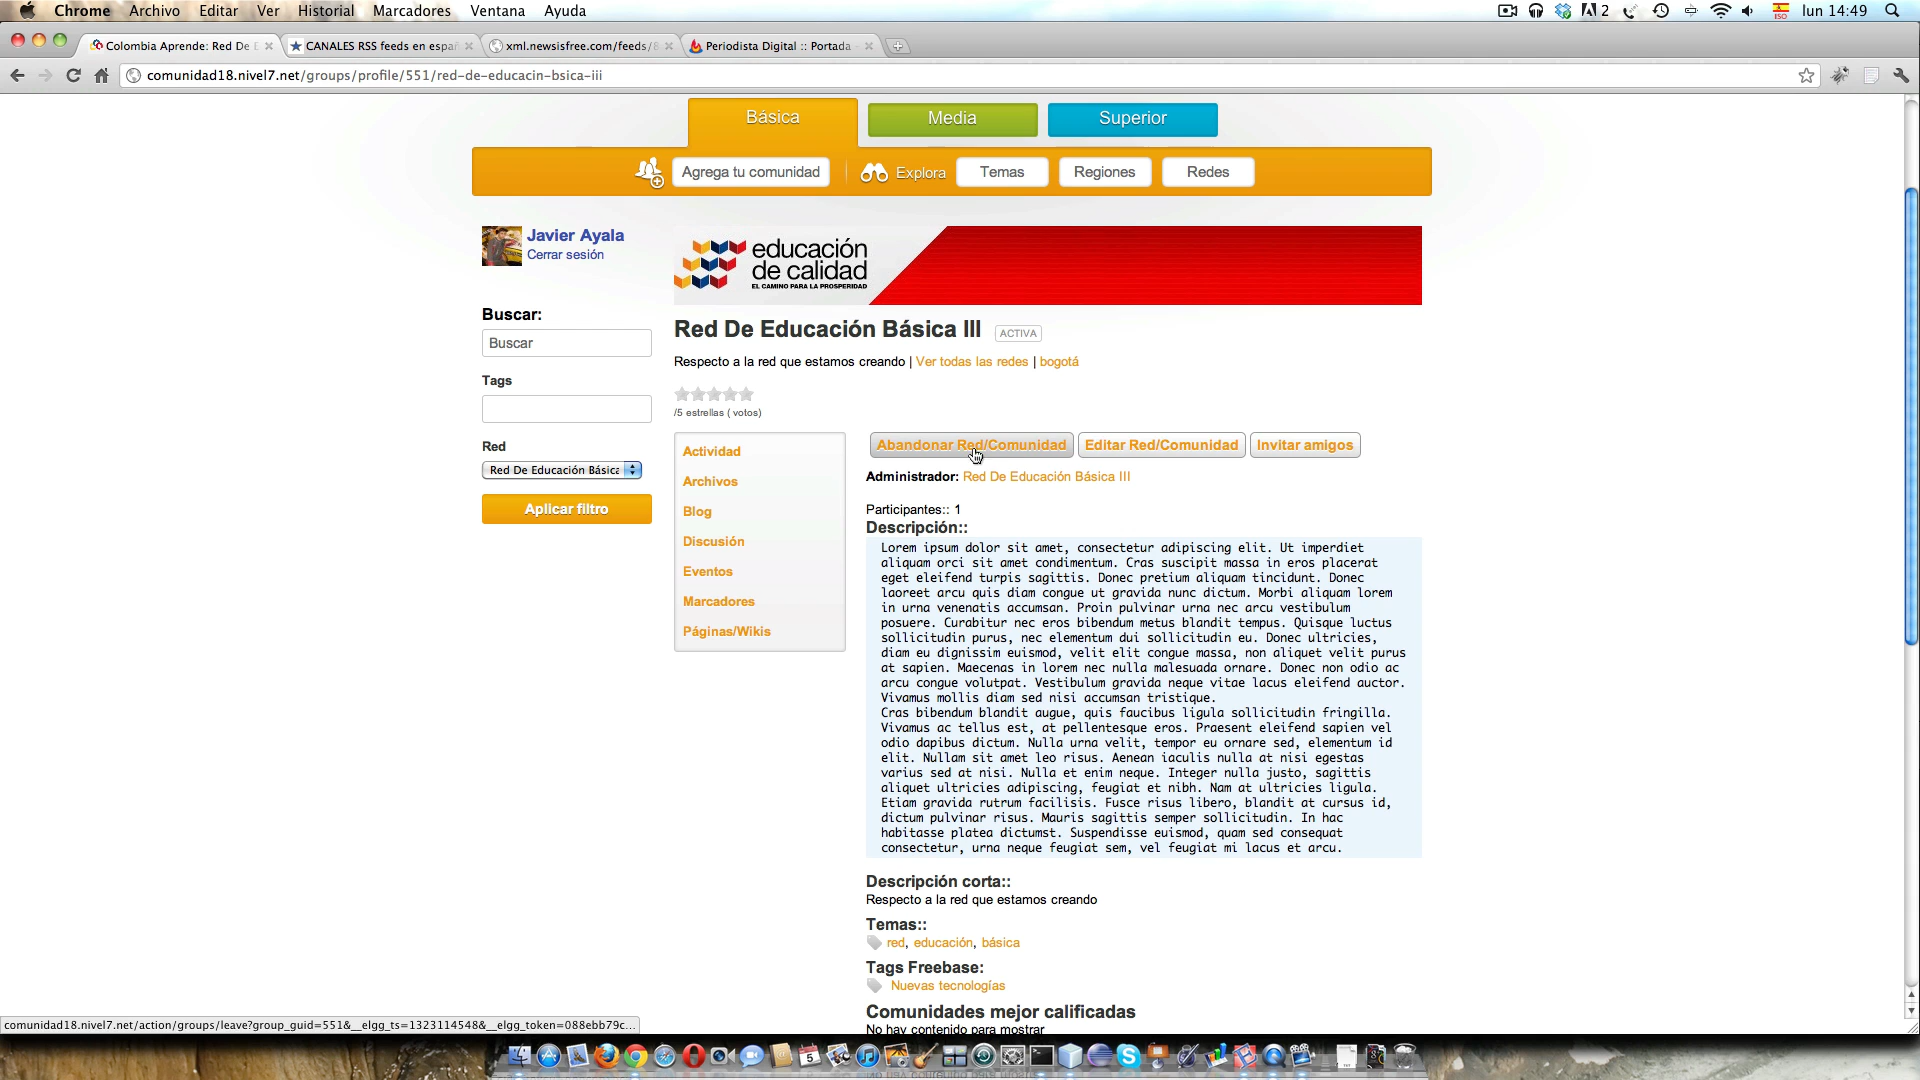 Chrome Archivo Editar Ver Historial Marcadores Ventana Ayuda
2 lun 14:49
Colombia Aprende: Red De E
CANALES RSS feeds en espa
xml.newsisfree.com/feeds/8
Periodista Digital :: Portada
comunidad18.nivel7.net/groups/profile/551/red-de-educacin-bsica-iii
Básica Media Superior
Agrega tu comunidad Explora Temas Regiones Redes
Javier Ayala
Cerrar sesión
educación
de calidad
EL CAMINO PARA LA PROSPERIDAD
Buscar:
Buscar
Tags
Red
Red De Educación Básica
Aplicar filtro
Red De Educación Básica III ACTIVA
Respecto a la red que estamos creando | Ver todas las redes | bogotá
/5 estrellas ( votos)
Actividad
Archivos
Blog
Discusión
Eventos
Marcadores
Páginas/Wikis
Abandonar Red/Comunidad Editar Red/Comunidad Invitar amigos
Administrador: Red De Educación Básica III
Participantes:: 1
Descripción::
Lorem ipsum dolor sit amet, consectetur adipiscing elit. Ut imperdiet
aliquam orci sit amet condimentum. Cras suscipit massa in eros placerat
eget eleifend turpis sagittis. Donec pretium aliquam tincidunt. Donec
laoreet arcu quis diam congue ut gravida nunc dictum. Morbi aliquam lorem
in urna venenatis accumsan. Proin pulvinar urna nec arcu vestibulum
posuere. Curabitur nec eros bibendum metus blandit tempus. Quisque luctus
sollicitudin purus, nec elementum dui sollicitudin eu. Donec ultricies,
diam eu dignissim euismod, velit elit congue massa, non aliquet velit purus
at sapien. Maecenas in lorem nec nulla malesuada ornare. Donec non odio ac
arcu congue volutpat. Vestibulum gravida neque vitae lacus eleifend auctor.
Vivamus mollis diam sed nisi accumsan tristique.
Cras bibendum blandit augue, quis faucibus ligula sollicitudin fringilla.
Vivamus ac tellus est, at pellentesque eros. Praesent eleifend sapien vel
odio dapibus dictum. Nulla urna velit, tempor eu ornare sed, elementum id
elit. Nullam sit amet leo risus. Aenean iaculis nulla at nisi egestas
varius sed at nisi. Nulla et enim neque. Integer nulla justo, sagittis
aliquet ultricies adipiscing, feugiat et nibh. Nam at ultricies ligula.
Etiam gravida rutrum facilisis. Fusce risus libero, blandit at cursus id,
dictum pulvinar risus. Mauris sagittis semper sollicitudin. In hac
habitasse platea dictumst. Suspendisse euismod, quam sed consequat
consectetur, urna neque feugiat sem, vel feugiat mi lacus et arcu.
Descripción corta::
Respecto a la red que estamos creando
Temas::
red, educación, básica
Tags Freebase:
Nuevas tecnologías
Comunidades mejor calificadas
No hay contenido para mostrar
comunidad18.nivel7.net/action/groups/leave?group_guid=551&__elgg_ts=1323114548&__elgg_token=088ebb79c...